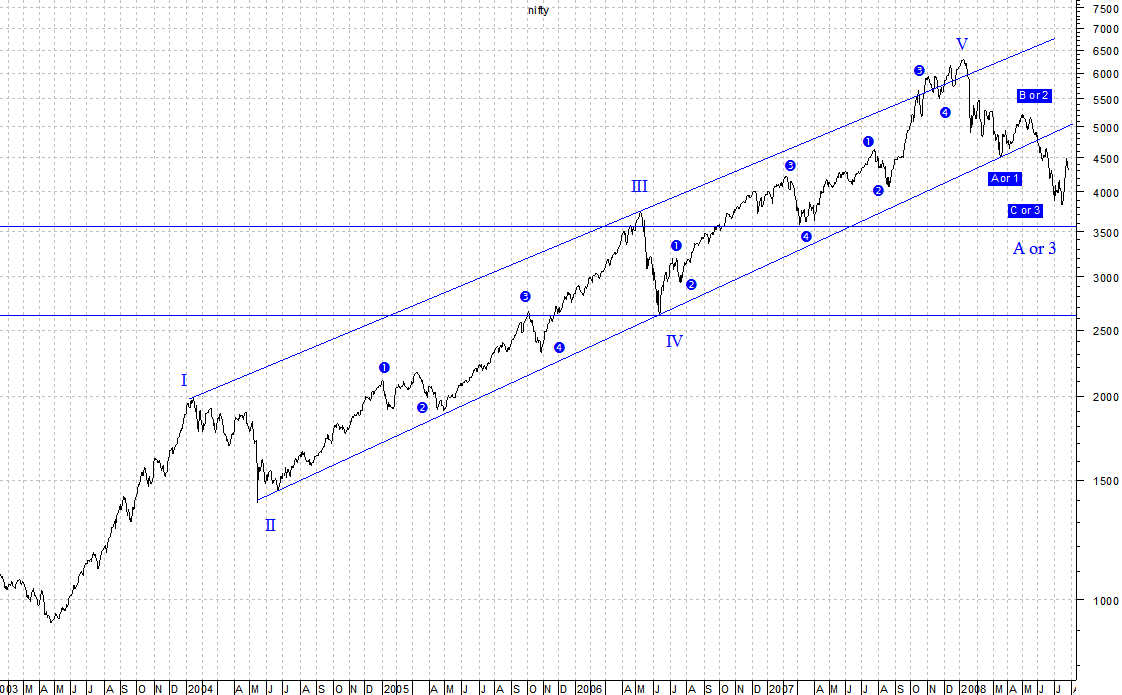 nifty
7500
7000
6500
6000
5500
5000
4500
4000
3500
3000
2500
2000
1500
1000
V
3
B or 2
4
1
3
2
A or 1
III
C or 3
4
A or 3
1
2
3
IV
4
I
1
2
II
003 M A M J J A S O N D 2004 A M J J A S O N D 2005 A M J J A S O N D 2006 A M J J A S O N D 2007 A M J J A S O N D 2008 M A M J J